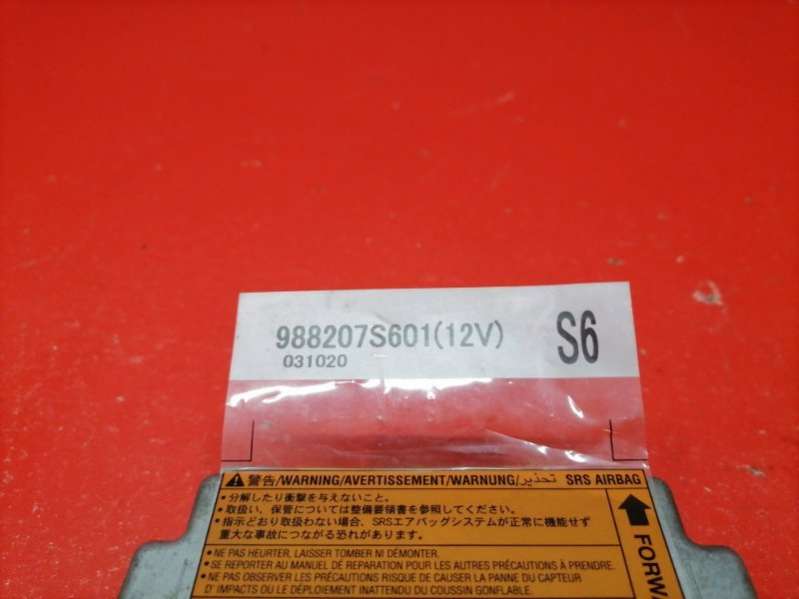 988207S601(12V) S6
031020
警告/WARNING/AVERTISSEMENT/WARNUNG/تحذير SRS AIRBAG
・分解したり衝撃を与えないこと。
・取扱い、保管については整備要領書を参照してください。
・指示どおり取扱わない場合、SRSエアバッグシステムが正常に機能せず
重大な事故につながる恐れがあります。
・NE PAS HEURTER, LAISSER TOMBER NI DÉMONTER.
・SE REPORTER AU MANUEL DE REPARATION POUR LES AUTRES PRÉCAUTIONS À PRENDRE.
・NE PAS OBSERVER LES PRÉCAUTIONS RISQUE DE CAUSER LA PANNE DU CAPTEUR
D'IMPACTS OU LE DÉPLOIEMENT INATTENDU DU COUSSIN GONFLABLE.